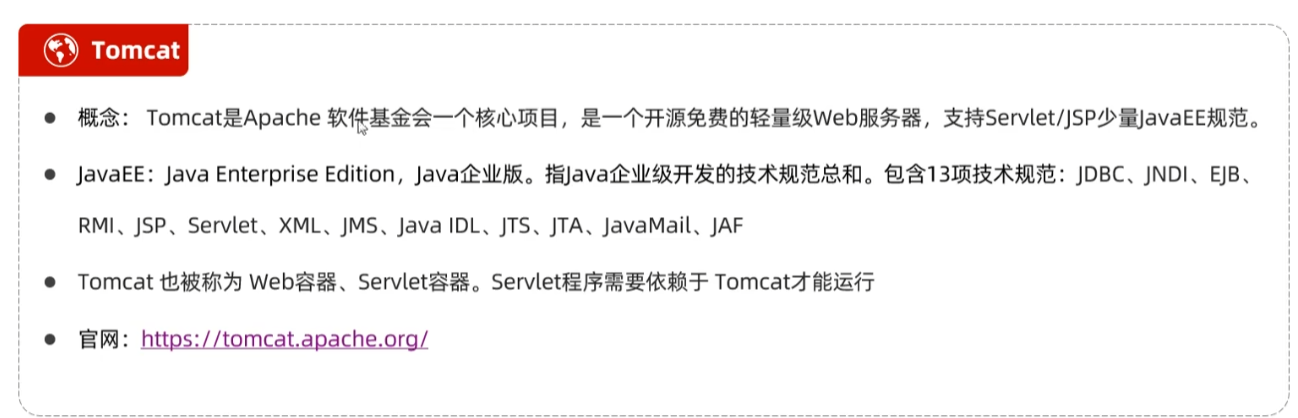 Tomcat
● 概念： Tomcat是Apache 软件基金会一个核心项目，是一个开源免费的轻量级Web服务器，支持Servlet/JSP少量JavaEE规范。
● JavaEE：Java Enterprise Edition，Java企业版。指Java企业级开发的技术规范总和。包含13项技术规范：JDBC、JNDI、EJB、
RMI、JSP、Servlet、XML、JMS、Java IDL、JTS、JTA、JavaMail、JAF
● Tomcat 也被称为 Web容器、Servlet容器。Servlet程序需要依赖于 Tomcat才能运行
● 官网：https://tomcat.apache.org/